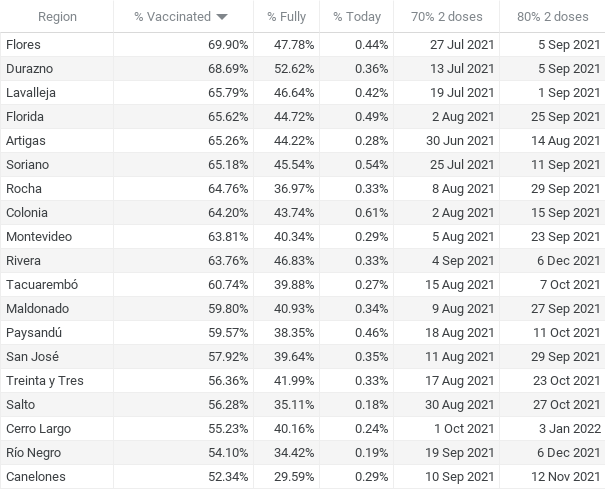 Region % Vaccinated % Fully % Today 70% 2 doses 80% 2 doses
Flores 69.90% 47.78% 0.44% 27 Jul 2021 5 Sep 2021
Durazno 68.69% 52.62% 0.36% 13 Jul 2021 5 Sep 2021
Lavalleja 65.79% 46.64% 0.42% 19 Jul 2021 1 Sep 2021
Florida 65.62% 44.72% 0.49% 2 Aug 2021 25 Sep 2021
Artigas 65.26% 44.22% 0.28% 30 Jun 2021 14 Aug 2021
Soriano 65.18% 45.54% 0.54% 25 Jul 2021 11 Sep 2021
Rocha 64.76% 36.97% 0.33% 8 Aug 2021 29 Sep 2021
Colonia 64.20% 43.74% 0.61% 2 Aug 2021 15 Sep 2021
Montevideo 63.81% 40.34% 0.29% 5 Aug 2021 23 Sep 2021
Rivera 63.76% 46.83% 0.33% 4 Sep 2021 6 Dec 2021
Tacuarembó 60.74% 39.88% 0.27% 15 Aug 2021 7 Oct 2021
Maldonado 59.80% 40.93% 0.34% 9 Aug 2021 27 Sep 2021
Paysandú 59.57% 38.35% 0.46% 18 Aug 2021 11 Oct 2021
San José 57.92% 39.64% 0.35% 11 Aug 2021 29 Sep 2021
Treinta y Tres 56.36% 41.99% 0.33% 17 Aug 2021 23 Oct 2021
Salto 56.28% 35.11% 0.18% 30 Aug 2021 27 Oct 2021
Cerro Largo 55.23% 40.16% 0.24% 1 Oct 2021 3 Jan 2022
Río Negro 54.10% 34.42% 0.19% 19 Sep 2021 6 Dec 2021
Canelones 52.34% 29.59% 0.29% 10 Sep 2021 12 Nov 2021